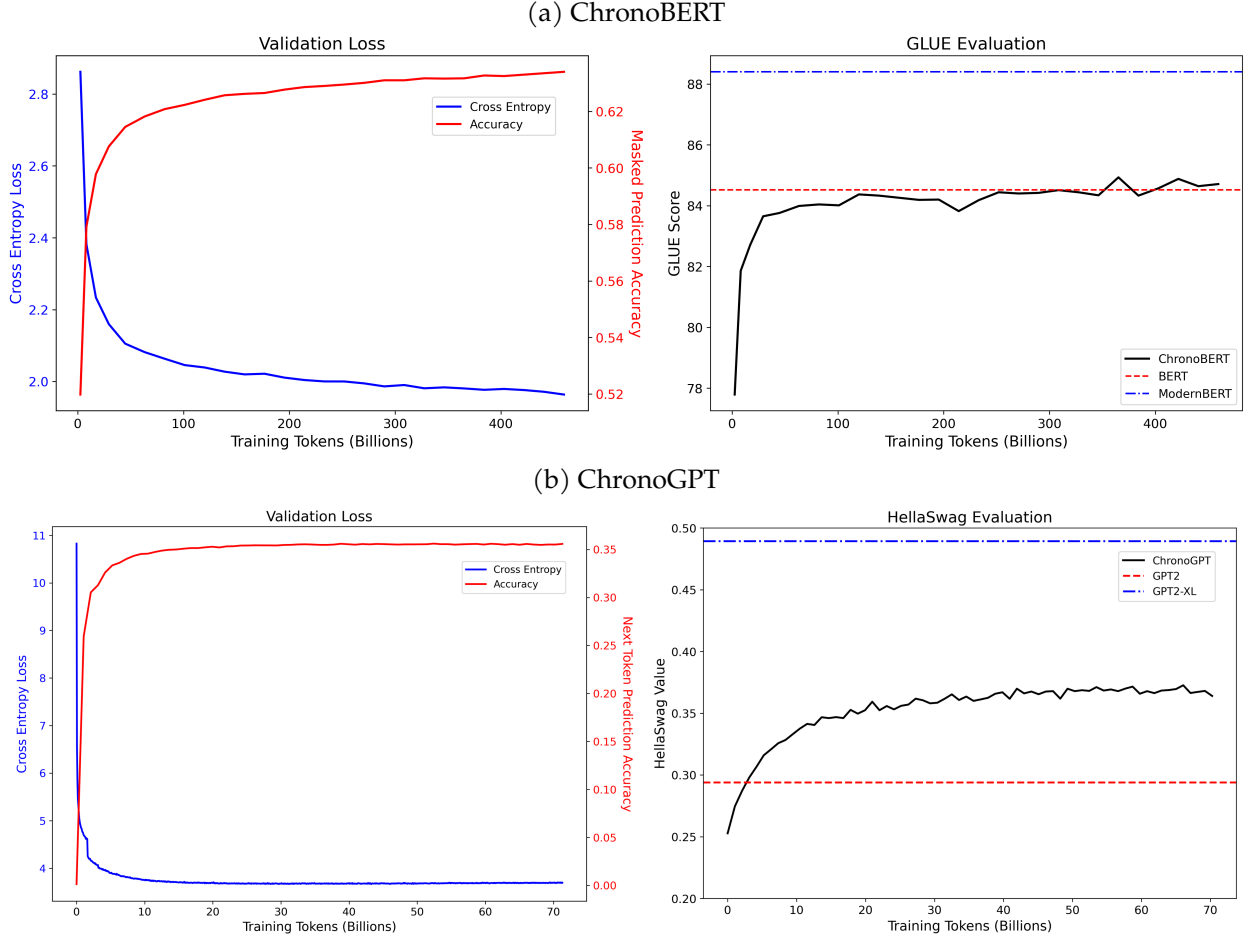 (a) ChronoBERT
Validation Loss
Cross Entropy Loss
2.8
2.6
2.4
2.2
2.0
Cross Entropy
Accuracy
0.62
0.60
0.58
0.56
0.54
0.52
Masked Prediction Accuracy
0 100 200 300 400
Training Tokens (Billions)
GLUE Evaluation
GLUE Score
88
86
84
82
80
78
ChronoBERT
BERT
ModernBERT
0 100 200 300 400
Training Tokens (Billions)
(b) ChronoGPT
Validation Loss
Cross Entropy Loss
11
10
9
8
7
6
5
4
Cross Entropy
Accuracy
0.35
0.30
0.25
0.20
0.15
0.10
0.05
0.00
Next Token Prediction Accuracy
0 10 20 30 40 50 60 70
Training Tokens (Billions)
HellaSwag Evaluation
HellaSwag Value
0.50
0.45
0.40
0.35
0.30
0.25
0.20
ChronoGPT
GPT2
GPT2-XL
0 10 20 30 40 50 60 70
Training Tokens (Billions)